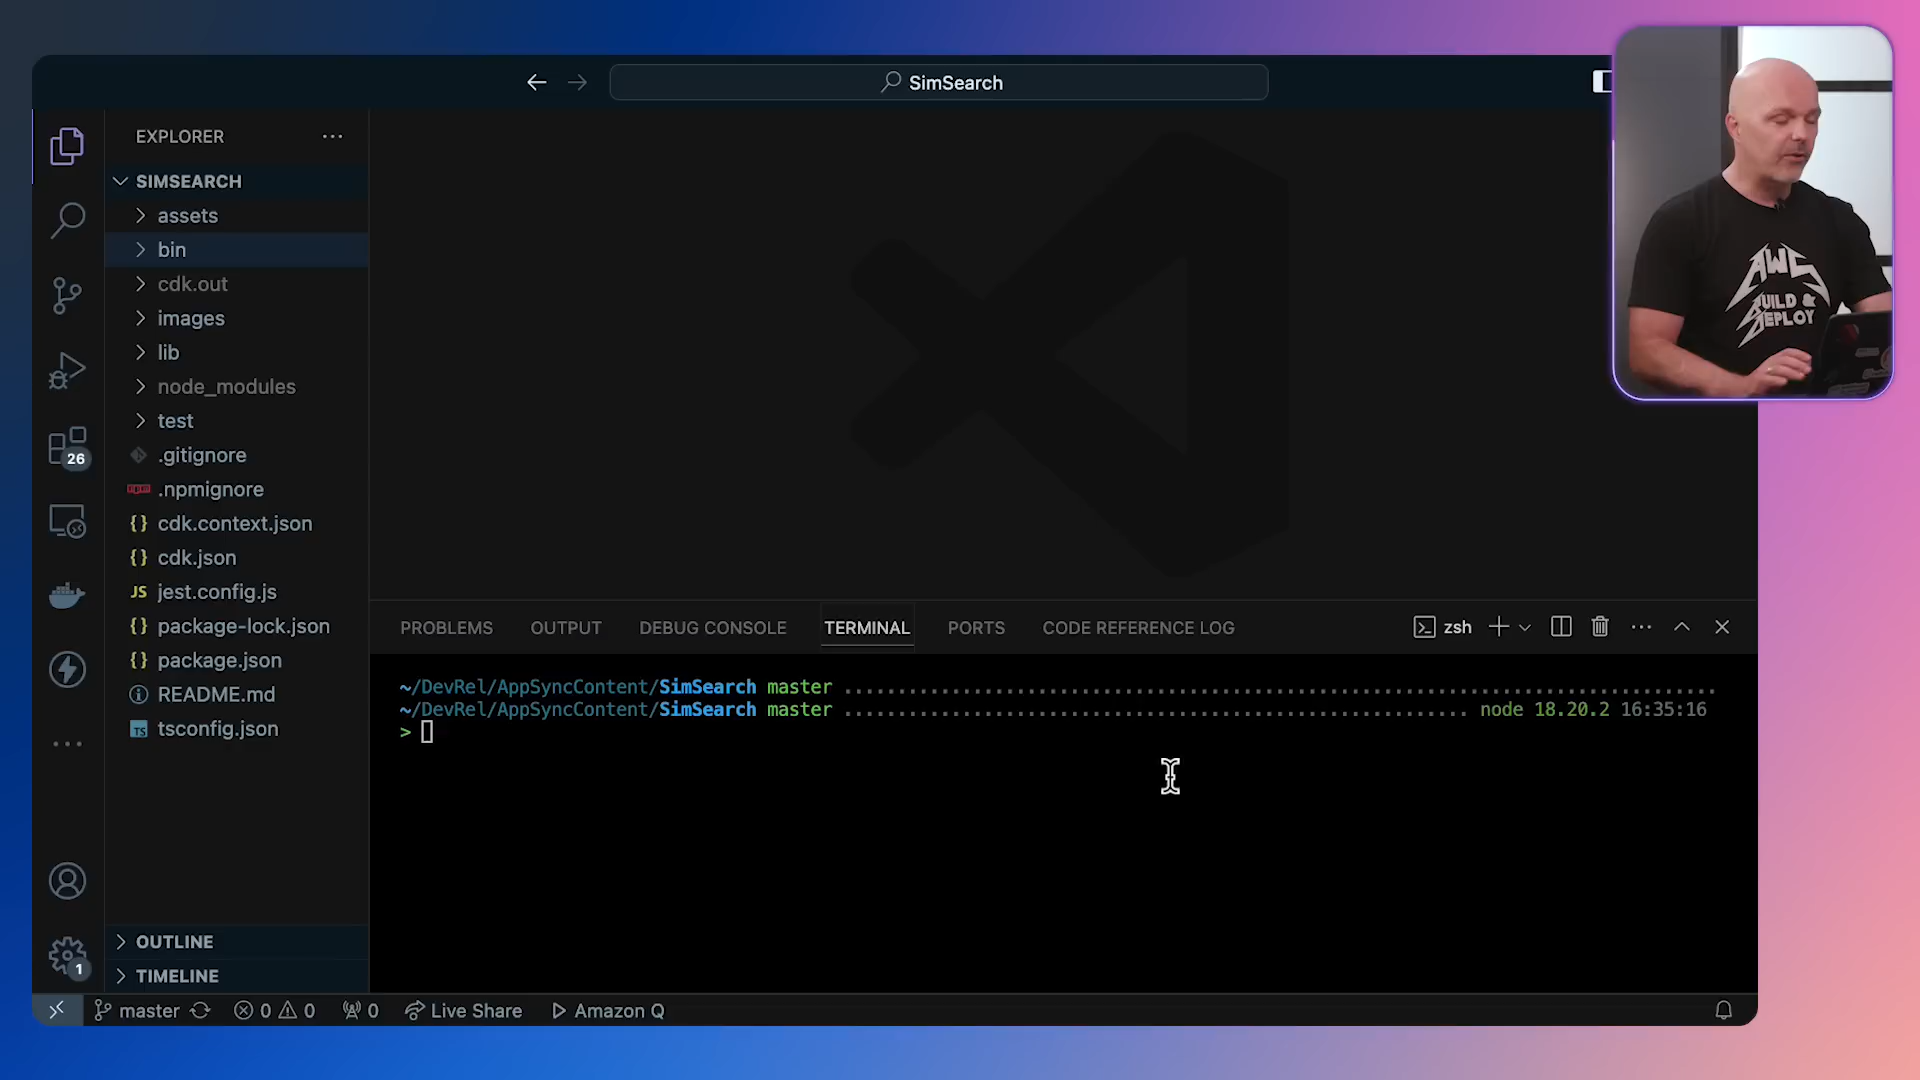 SimSearch
EXPLORER
SIMSEARCH
assets
bin
cdk.out
images
lib
node_modules
test
.gitignore
.npmignore
{} cdk.context.json
{} cdk.json
JS jest.config.js
{} package-lock.json
{} package.json
README.md
TS tsconfig.json
OUTLINE
TIMELINE
26
1
PROBLEMS OUTPUT DEBUG CONSOLE TERMINAL PORTS CODE REFERENCE LOG zsh
~/DevRel/AppSyncContent/SimSearch master
~/DevRel/AppSyncContent/SimSearch master node 18.20.2 16:35:16
>
master 0 0 0 Live Share Amazon Q
AWS
BUILD &
DEPLOY